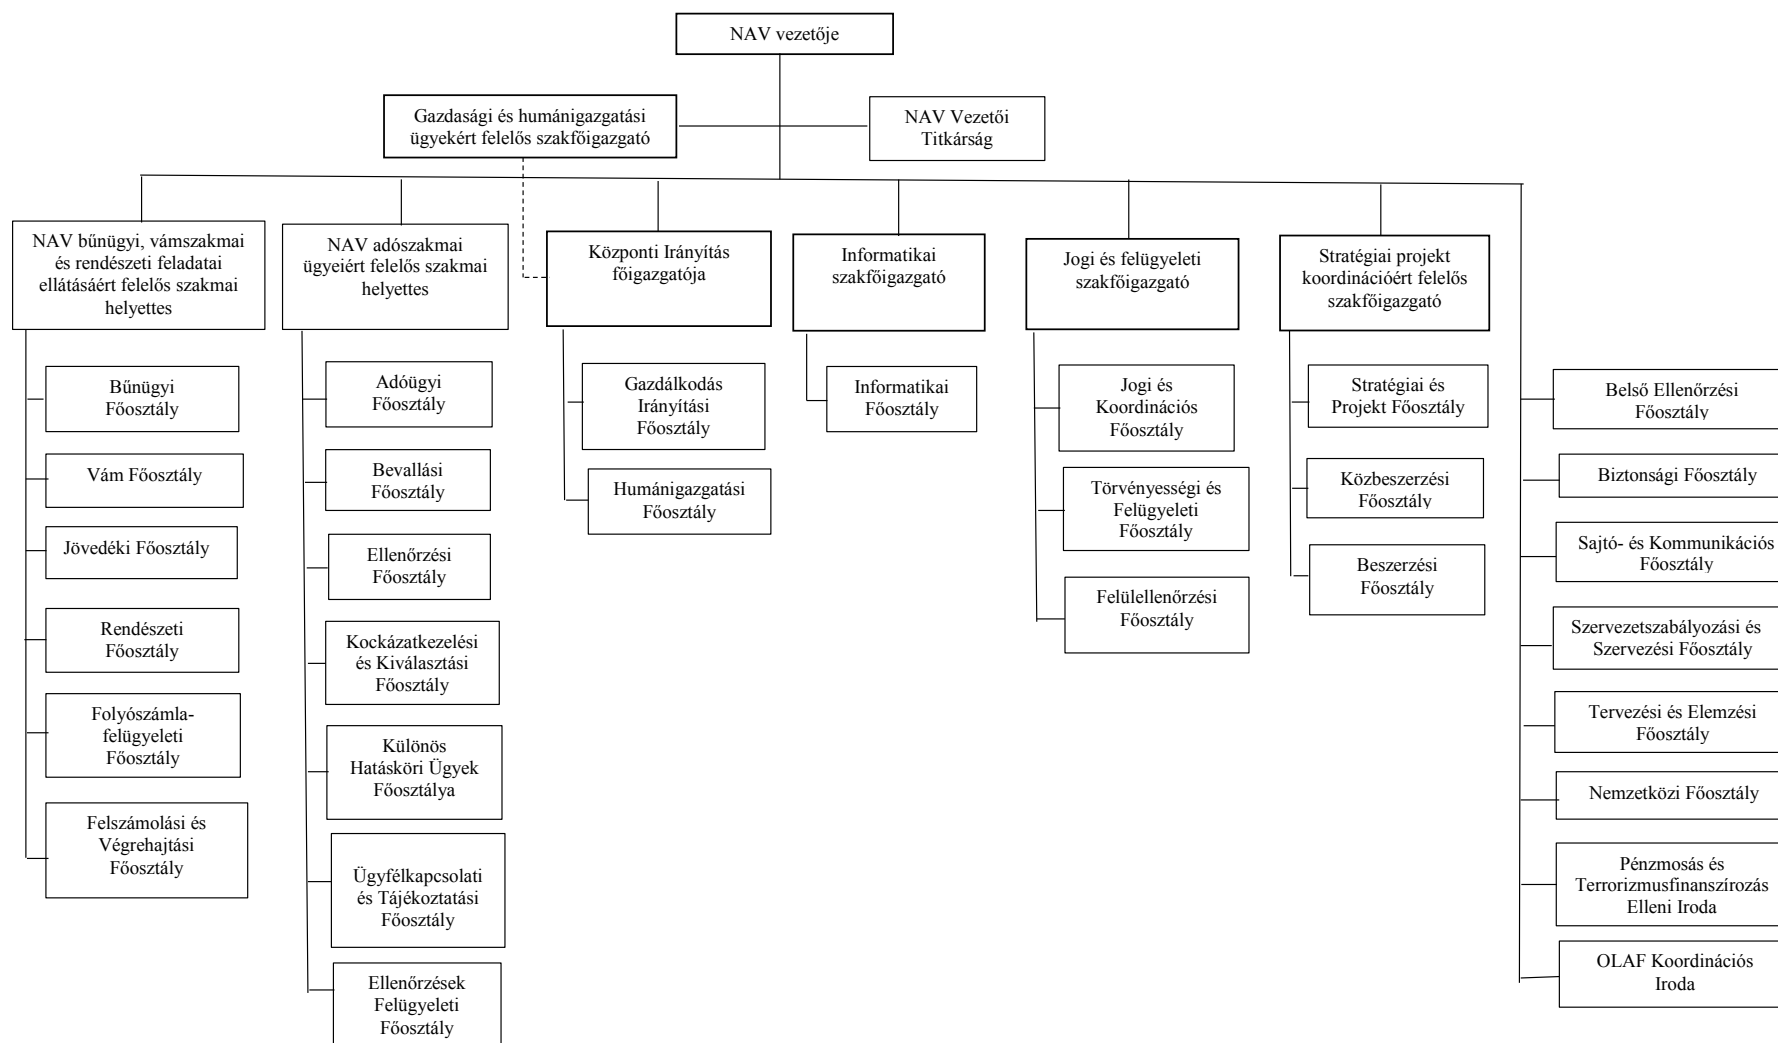 NAV vezetője
Gazdasági és humánigazgatási
ügyekért felelős szakfőigazgató
NAV Vezetői
Titkárság
NAV bűnügyi, vámszakmai
és rendészeti feladatai
ellátásáért felelős szakmai
helyettes
Bűnügyi
Főosztály
Vám Főosztály
Jövedéki Főosztály
Rendészeti
Főosztály
Folyószámla-
felügyeleti
Főosztály
Felszámolási és
Végrehajtási
Főosztály
NAV adószakmai
ügyeiért felelős szakmai
helyettes
Adóügyi
Főosztály
Bevallási
Főosztály
Ellenőrzési
Főosztály
Kockázatkezelési
és Kiválasztási
Főosztály
Különös
Hatásköri Ügyek
Főosztálya
Ügyfélkapcsolati
és Tájékoztatási
Főosztály
Ellenőrzések
Felügyeleti
Főosztály
Központi Irányítás
főigazgatója
Gazdálkodás
Irányítási
Főosztály
Humánigazgatási
Főosztály
Informatikai
szakfőigazgató
Informatikai
Főosztály
Jogi és felügyeleti
szakfőigazgató
Jogi és
Koordinációs
Főosztály
Törvényességi és
Felügyeleti
Főosztály
Felülellenőrzési
Főosztály
Stratégiai projekt
koordinációért felelős
szakfőigazgató
Stratégiai és
Projekt Főosztály
Közbeszerzési
Főosztály
Beszerzési
Főosztály
Belső Ellenőrzési
Főosztály
Biztonsági Főosztály
Sajtó- és Kommunikációs
Főosztály
Szervezetszabályozási és
Szervezési Főosztály
Tervezési és Elemzési
Főosztály
Nemzetközi Főosztály
Pénzmosás és
Terrorizmusfinanszírozás
Elleni Iroda
OLAF Koordinációs
Iroda